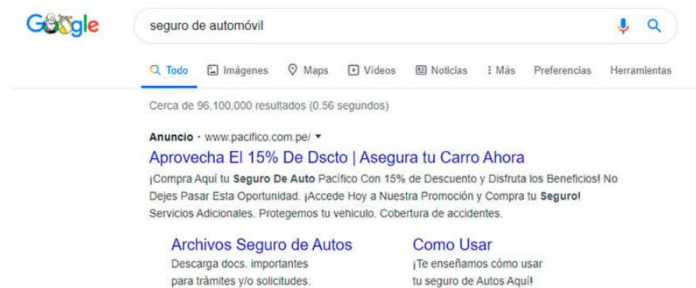 Google
seguro de automóvil
Todo Imágenes Maps Vídeos Noticias Más Preferencias Herramientas
Cerca de 96,100,000 resultados (0.56 segundos)
Anuncio · www.pacifico.com.pe/
Aprovecha El 15% De Dscto | Asegura tu Carro Ahora
¡Compra Aquí tu Seguro De Auto Pacífico Con 15% de Descuento y Disfruta los Beneficios! No
Dejes Pasar Esta Oportunidad. ¡Accede Hoy a Nuestra Promoción y Compra tu Seguro!
Servicios Adicionales. Protegemos tu vehiculo. Cobertura de accidentes.
Archivos Seguro de Autos Como Usar
Descarga docs. importantes ¡Te enseñamos cómo usar
para trámites y/o solicitudes. tu seguro de Autos Aquí!